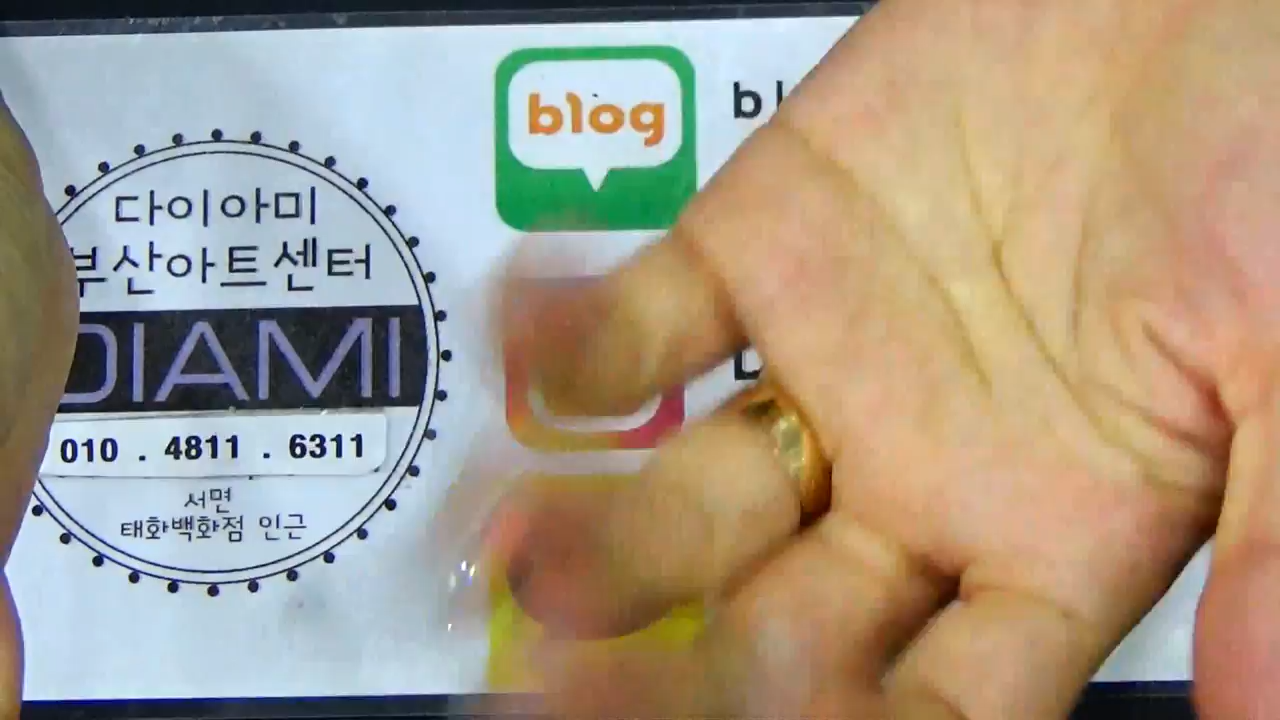 다이아미
부산아트센터
DIAMI
010 . 4811 . 6311
서면
태화백화점 인근
blog